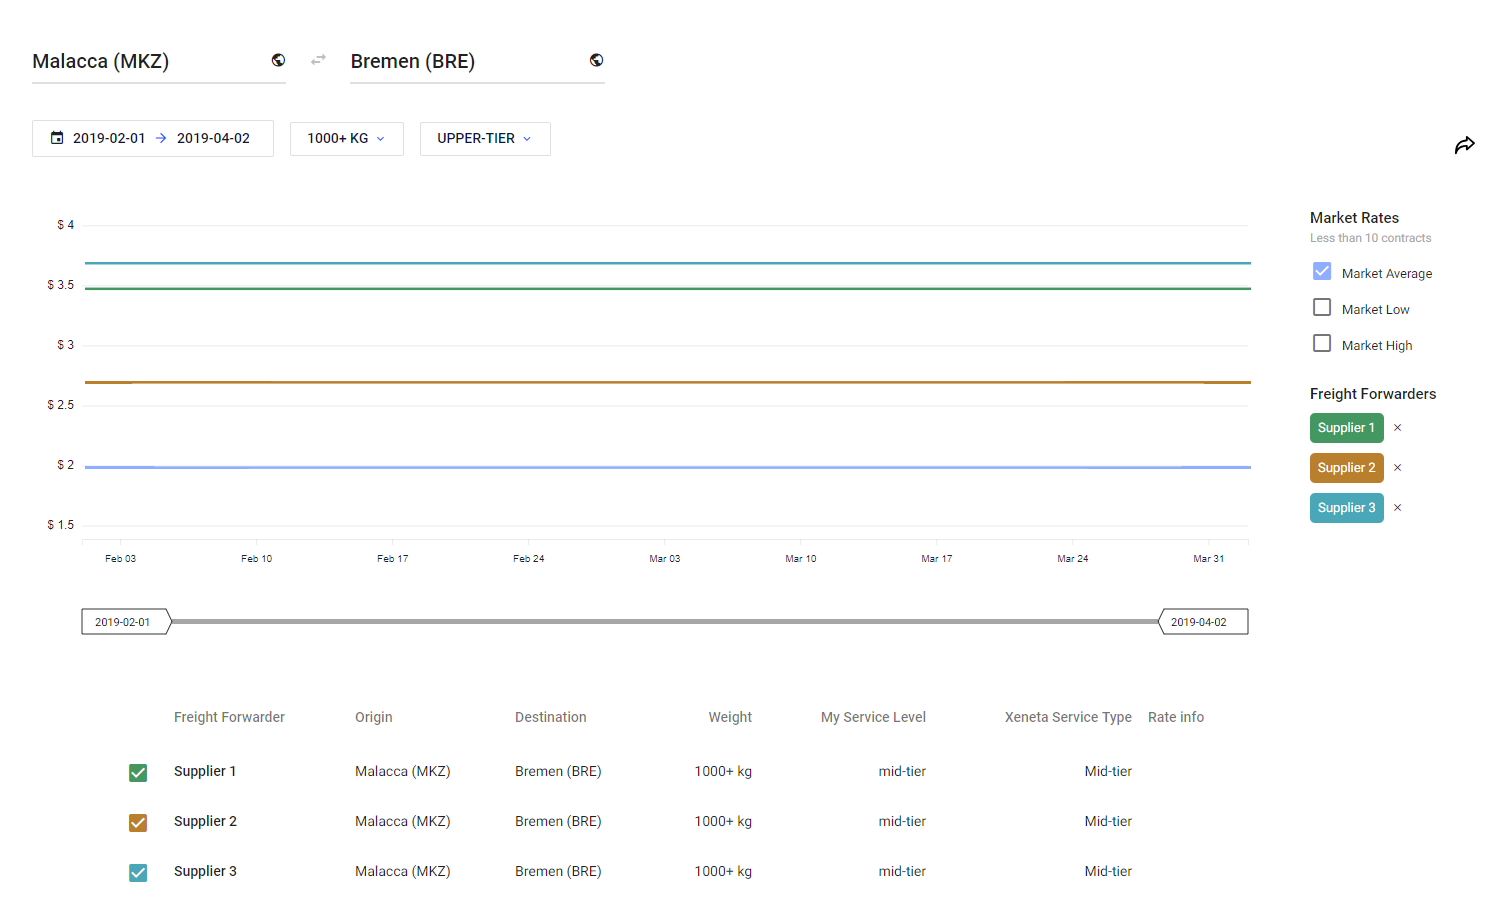 Malacca (MKZ)
Bremen (BRE)
2019-02-01 → 2019-04-02
1000+ KG
UPPER-TIER
$ 4
$ 3.5
$ 3
$ 2.5
$ 2
$ 1.5
Feb 03 Feb 10 Feb 17 Feb 24 Mar 03 Mar 10 Mar 17 Mar 24 Mar 31
2019-02-01
2019-04-02
Market Rates
Less than 10 contracts
Market Average
Market Low
Market High
Freight Forwarders
Supplier 1 ×
Supplier 2 ×
Supplier 3 ×
Freight Forwarder Origin Destination Weight My Service Level Xeneta Service Type Rate info
Supplier 1 Malacca (MKZ) Bremen (BRE) 1000+ kg mid-tier Mid-tier
Supplier 2 Malacca (MKZ) Bremen (BRE) 1000+ kg mid-tier Mid-tier
Supplier 3 Malacca (MKZ) Bremen (BRE) 1000+ kg mid-tier Mid-tier